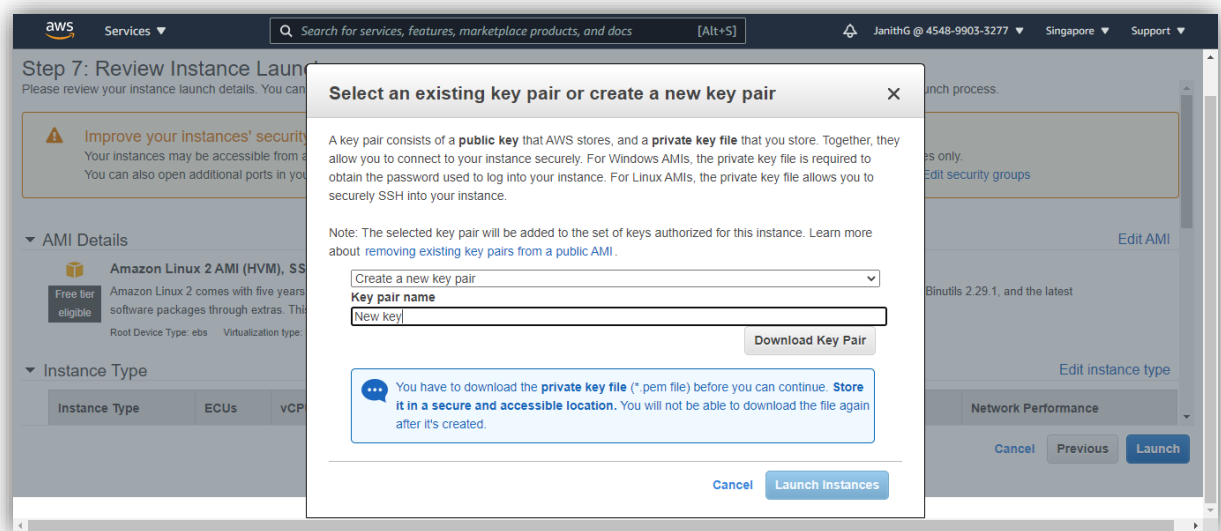 aws Services ▼ Search for services, features, marketplace products, and docs [Alt+S] JanithG @ 4548-9903-3277 ▼ Singapore ▼ Support ▼
Step 7: Review Instance Laun
Please review your instance launch details. You can
unch process.
Improve your instances' security
Your instances may be accessible from a
es only.
You can also open additional ports in you
Edit security groups
Select an existing key pair or create a new key pair
A key pair consists of a public key that AWS stores, and a private key file that you store. Together, they
allow you to connect to your instance securely. For Windows AMIs, the private key file is required to
obtain the password used to log into your instance. For Linux AMIs, the private key file allows you to
securely SSH into your instance.
Note: The selected key pair will be added to the set of keys authorized for this instance. Learn more
about removing existing key pairs from a public AMI.
Create a new key pair
Key pair name
New key
Download Key Pair
You have to download the private key file (*.pem file) before you can continue. Store
it in a secure and accessible location. You will not be able to download the file again
after it's created.
Cancel Launch Instances
AMI Details
Edit AMI
Amazon Linux 2 AMI (HVM), SS
Free tier
eligible
Amazon Linux 2 comes with five years
Binutils 2.29.1, and the latest
software packages through extras. This
Root Device Type: ebs Virtualization type:
Instance Type
Edit instance type
Instance Type ECUs vCP
Network Performance
Cancel Previous Launch